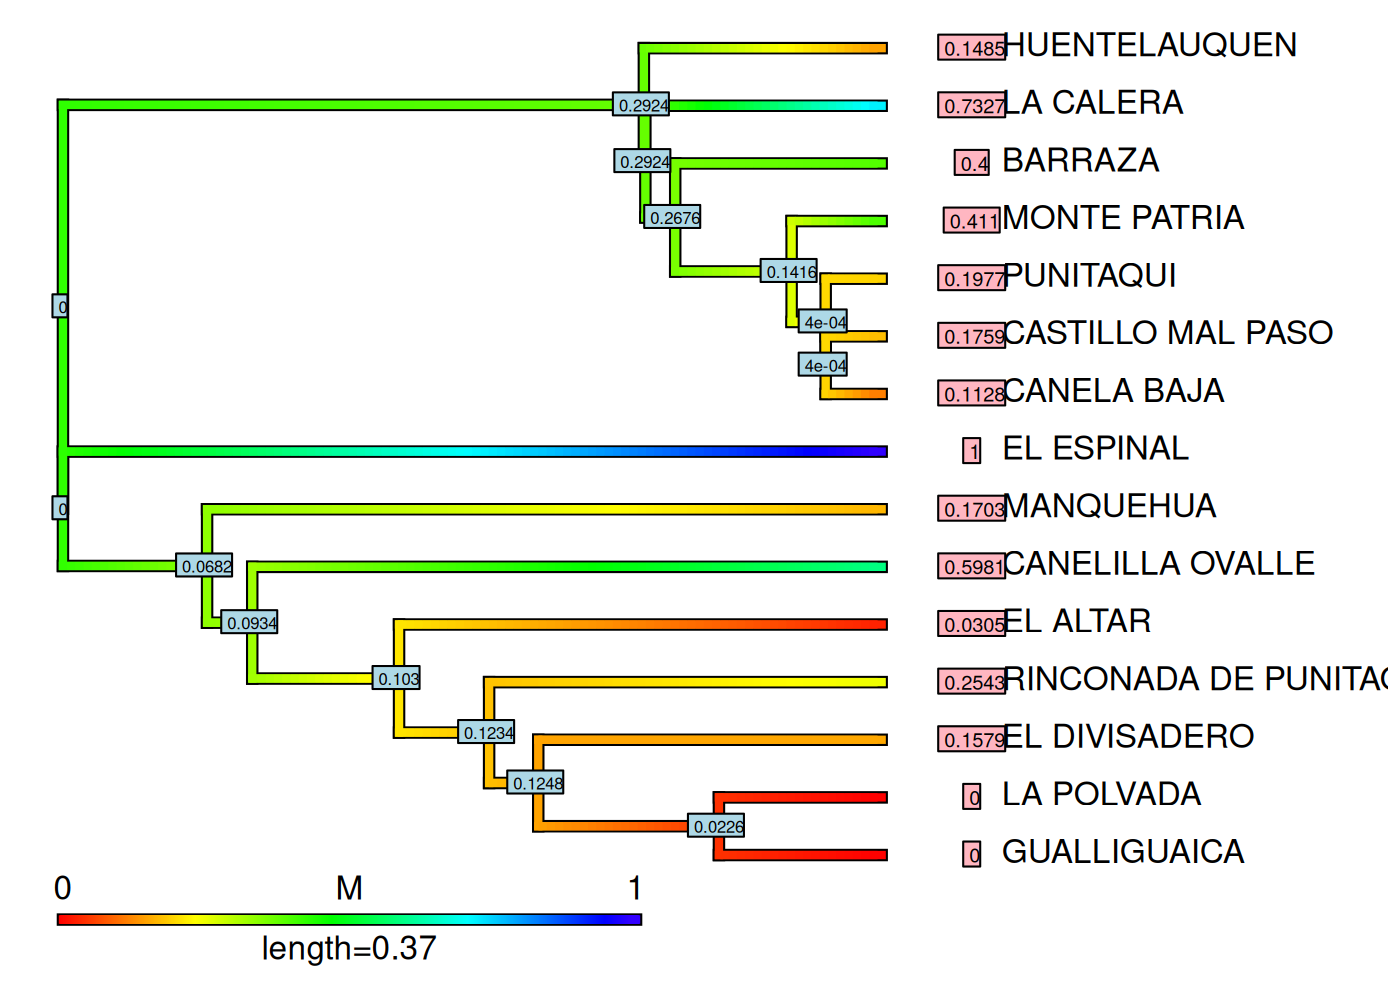 0.1485 HUENTELAUQUEN
0.2924 0.7327 LA CALERA
0.2924 0.4 BARRAZA
0.2676 0.411 MONTE PATRIA
0.1416 0.1977 PUNITAQUI
0
4e-04 0.1759 CASTILLO MAL PASO
4e-04
0.1128 CANELA BAJA
1 EL ESPINAL
0 0.1703 MANQUEHUA
0.0682 0.5981 CANELILLA OVALLE
0.0934 0.0305 EL ALTAR
0.103 0.2543 RINCONADA DE PUNITAQ
0.1234 0.1579 EL DIVISADERO
0.1248
0 LA POLVADA
0.0226
0 GUALLIGUAICA
0 M 1
length=0.37